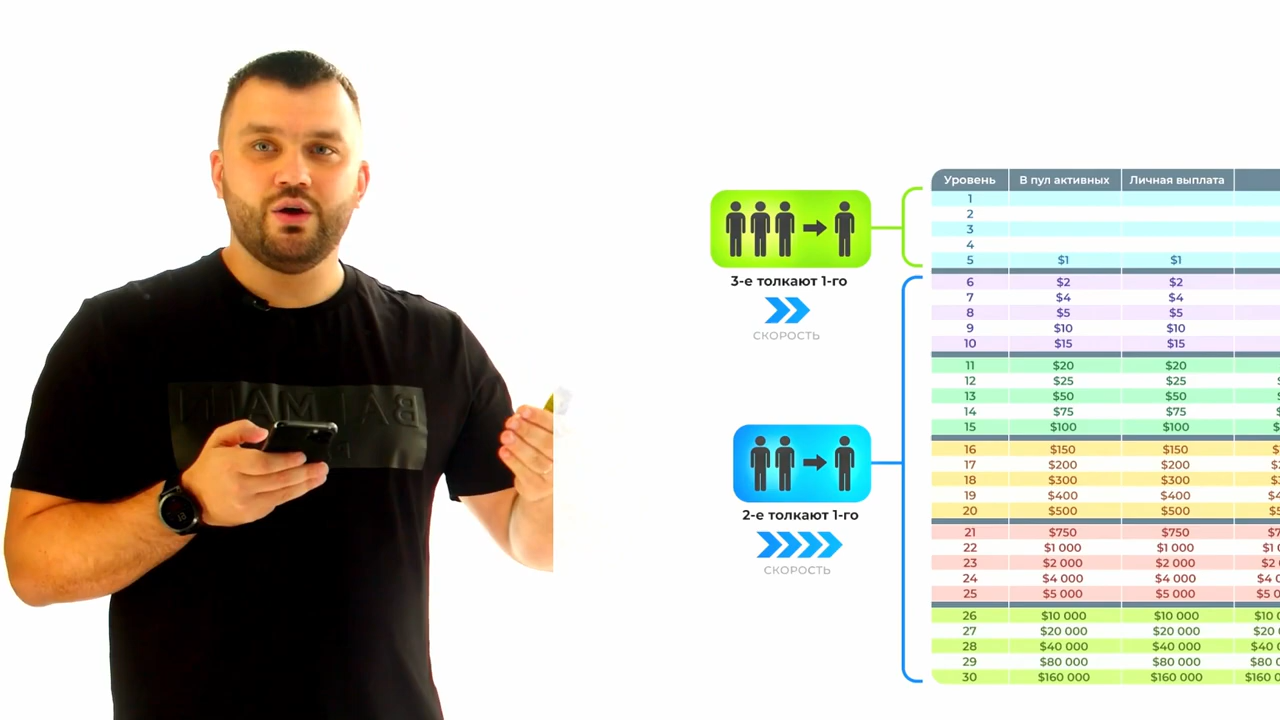 Уровень В пул активных Личная выплата
1
2
3
4
5 $1 $1
6 $2 $2
7 $4 $4
8 $5 $5
9 $10 $10
10 $15 $15
11 $20 $20
12 $25 $25
13 $50 $50
14 $75 $75
15 $100 $100
16 $150 $150
17 $200 $200
18 $300 $300
19 $400 $400
20 $500 $500
21 $750 $750
22 $1 000 $1 000
23 $2 000 $2 000
24 $4 000 $4 000
25 $5 000 $5 000
26 $10 000 $10 000
27 $20 000 $20 000
28 $40 000 $40 000
29 $80 000 $80 000
30 $160 000 $160 000
3-е толкают 1-го
СКОРОСТЬ
2-е толкают 1-го
СКОРОСТЬ